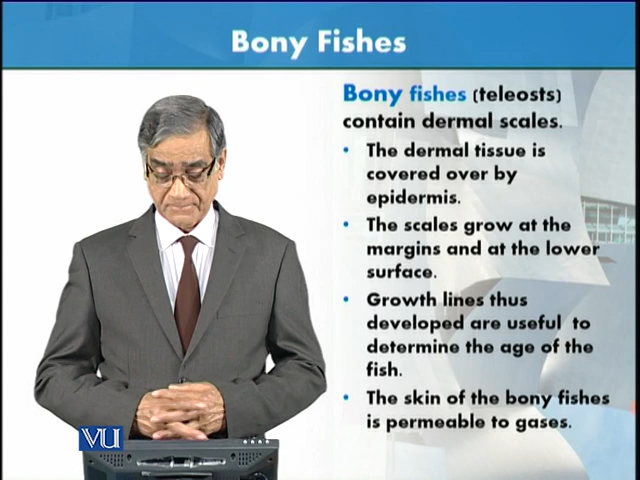 Bony Fishes
Bony fishes (teleosts)
contain dermal scales.
• The dermal tissue is
covered over by
epidermis.
• The scales grow at the
margins and at the lower
surface.
• Growth lines thus
developed are useful to
determine the age of the
fish.
• The skin of the bony fishes
is permeable to gases.
VU